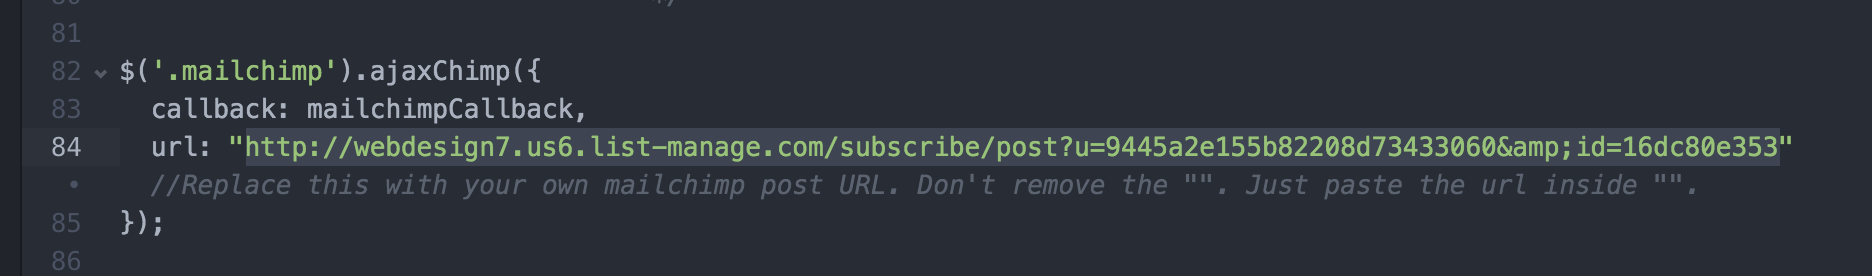 81
82 $('.mailchimp').ajaxChimp({
83 callback: mailchimpCallback,
84 url: "http://webdesign7.us6.list-manage.com/subscribe/post?u=9445a2e155b82208d73433060&amp;id=16dc80e353"
• //Replace this with your own mailchimp post URL. Don't remove the "". Just paste the url inside "".
85 });
86